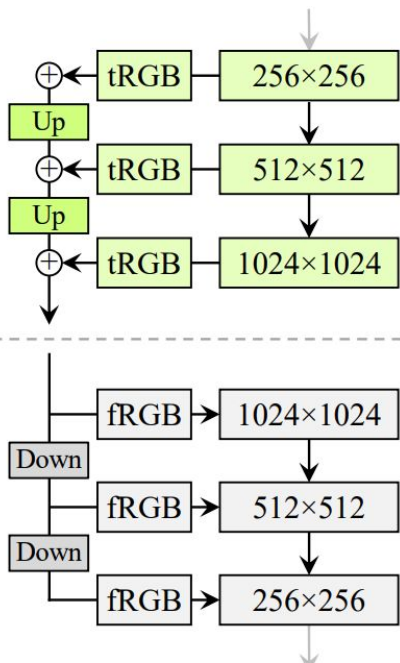 tRGB 256×256
Up
tRGB 512×512
Up
tRGB 1024×1024
fRGB 1024×1024
Down
fRGB 512×512
Down
fRGB 256×256